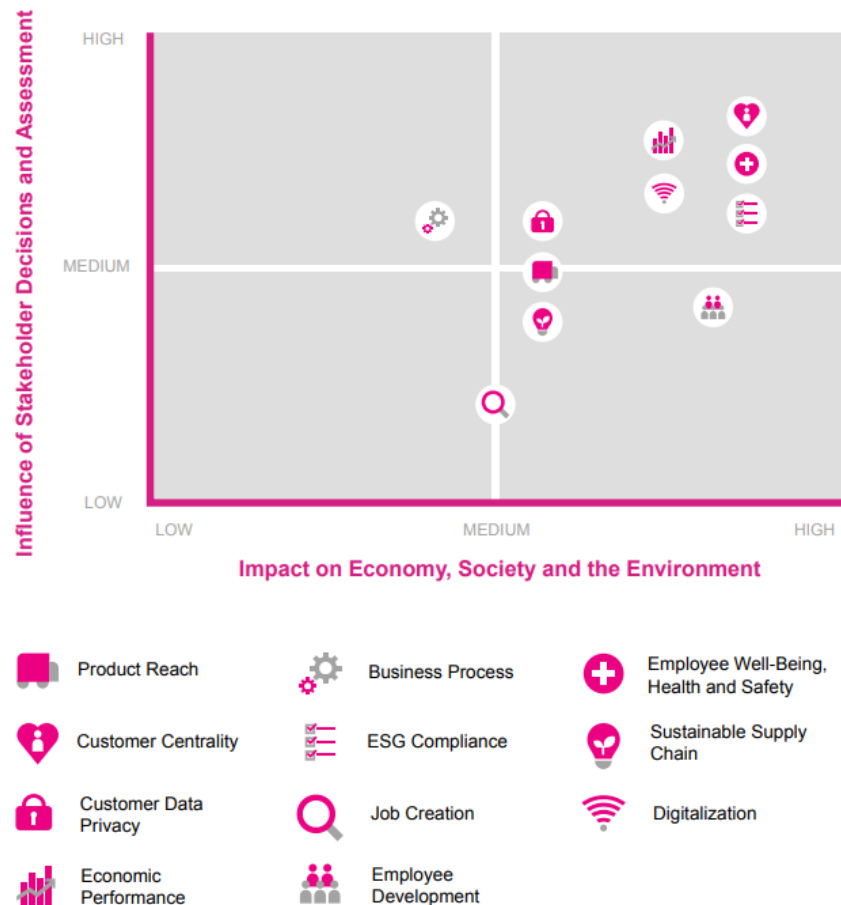 Influence of Stakeholder Decisions and Assessment
HIGH
MEDIUM
LOW
LOW
MEDIUM
HIGH
Impact on Economy, Society and the Environment
Product Reach
Business Process
Employee Well-Being,
Health and Safety
Customer Centrality
ESG Compliance
Sustainable Supply
Chain
Customer Data
Privacy
Job Creation
Digitalization
Economic
Performance
Employee
Development